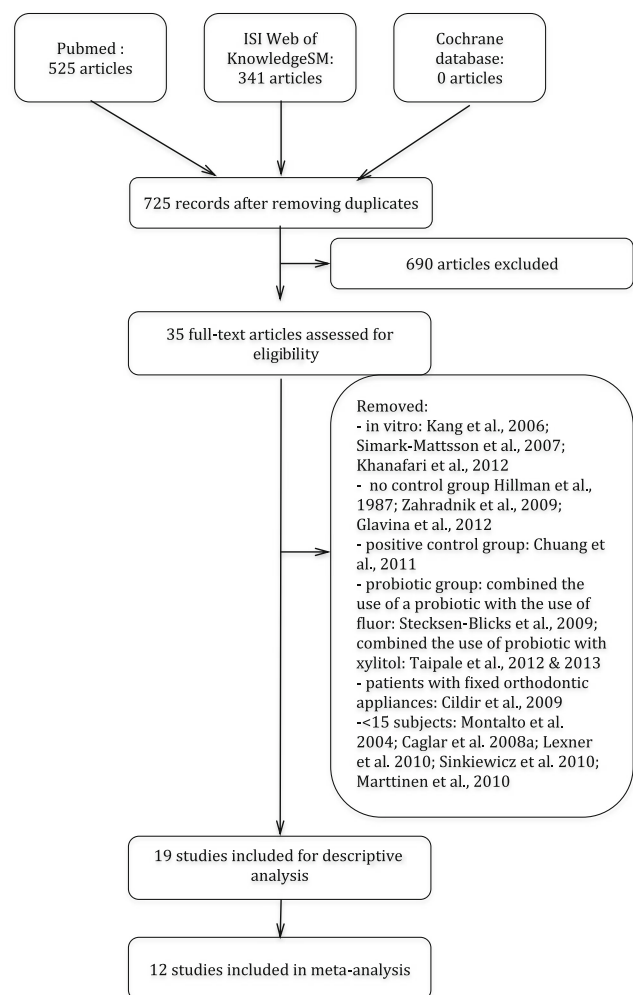 Pubmed :
525 articles
ISI Web of
KnowledgeSM:
341 articles
Cochrane
database:
0 articles
725 records after removing duplicates
690 articles excluded
35 full-text articles assessed for
eligibility
Removed:
- in vitro: Kang et al., 2006;
Simark-Mattsson et al., 2007;
Khanafari et al., 2012
-  no control group Hillman et al.,
1987; Zahradnik et al., 2009;
Glavina et al., 2012
- positive control group: Chuang et
al., 2011
- probiotic group: combined the
use of a probiotic with the use of
fluor: Stecksen-Blicks et al., 2009;
combined the use of probiotic with
xylitol: Taipale et al., 2012 & 2013
- patients with fixed orthodontic
appliances: Cildir et al., 2009
-<15 subjects: Montalto et al.
2004; Caglar et al. 2008a; Lexner
et al. 2010; Sinkiewicz et al. 2010;
Marttinen et al., 2010
19 studies included for descriptive
analysis
12 studies included in meta-analysis